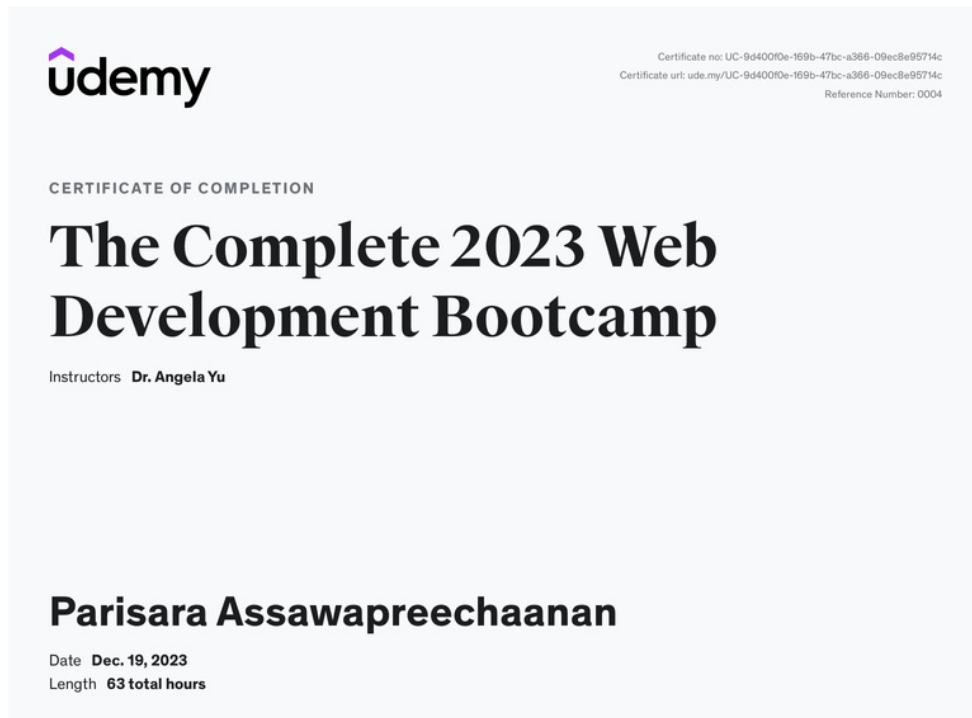 udemy
Certificate no: UC-9d400f0e-169b-47bc-a366-09ec8e95714c
Certificate url: ude.my/UC-9d400f0e-169b-47bc-a366-09ec8e95714c
Reference Number: 0004
CERTIFICATE OF COMPLETION
The Complete 2023 Web
Development Bootcamp
Instructors Dr. Angela Yu
Parisara Assawapreechaanan
Date Dec. 19, 2023
Length 63 total hours